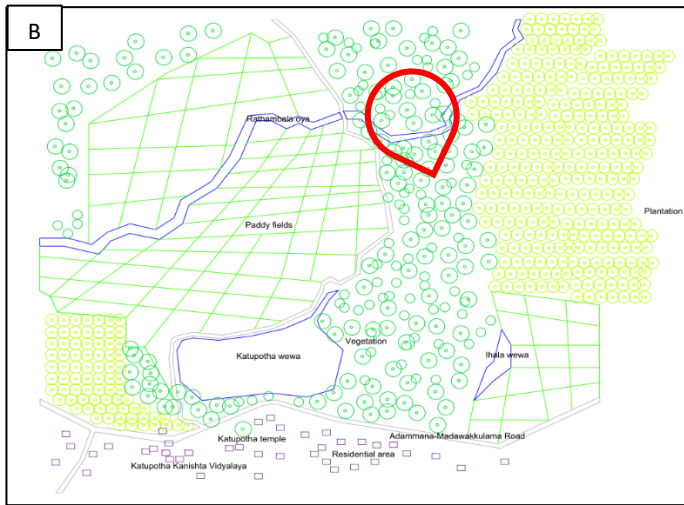 B
Rathambala oya
Plantation
Paddy fields
Vegetation
Katupotha wewa
Ihala wewa
Katupotha temple
Adammana-Madawakkulama Road
Residential area
Katupotha Kanishta Vidyalaya